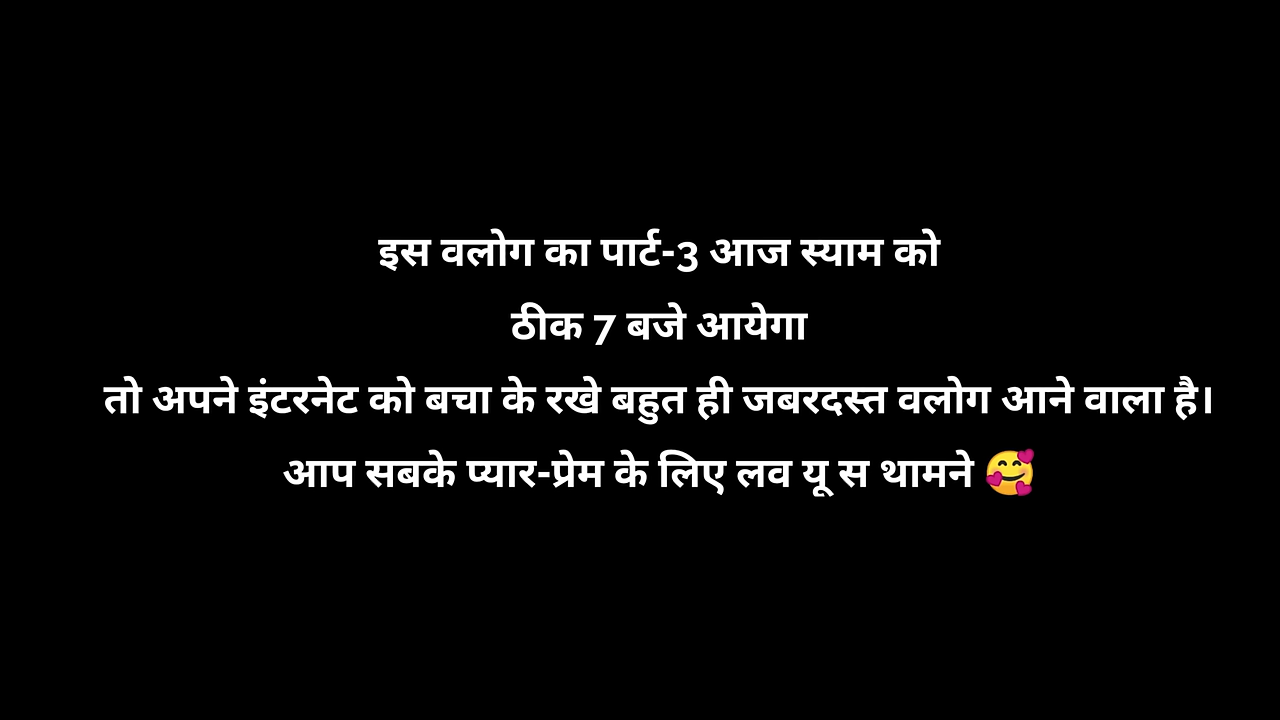 इस वलोग का पार्ट-3 आज स्याम को
ठीक 7 बजे आयेगा
तो अपने इंटरनेट को बचा के रखे बहुत ही जबरदस्त वलोग आने वाला है।
आप सबके प्यार-प्रेम के लिए लव यू स थामने 🥰